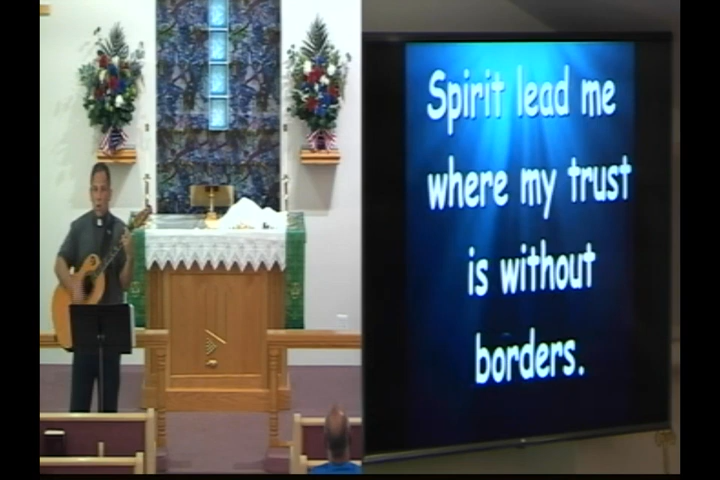 Spirit lead me
where my trust
is without
borders.